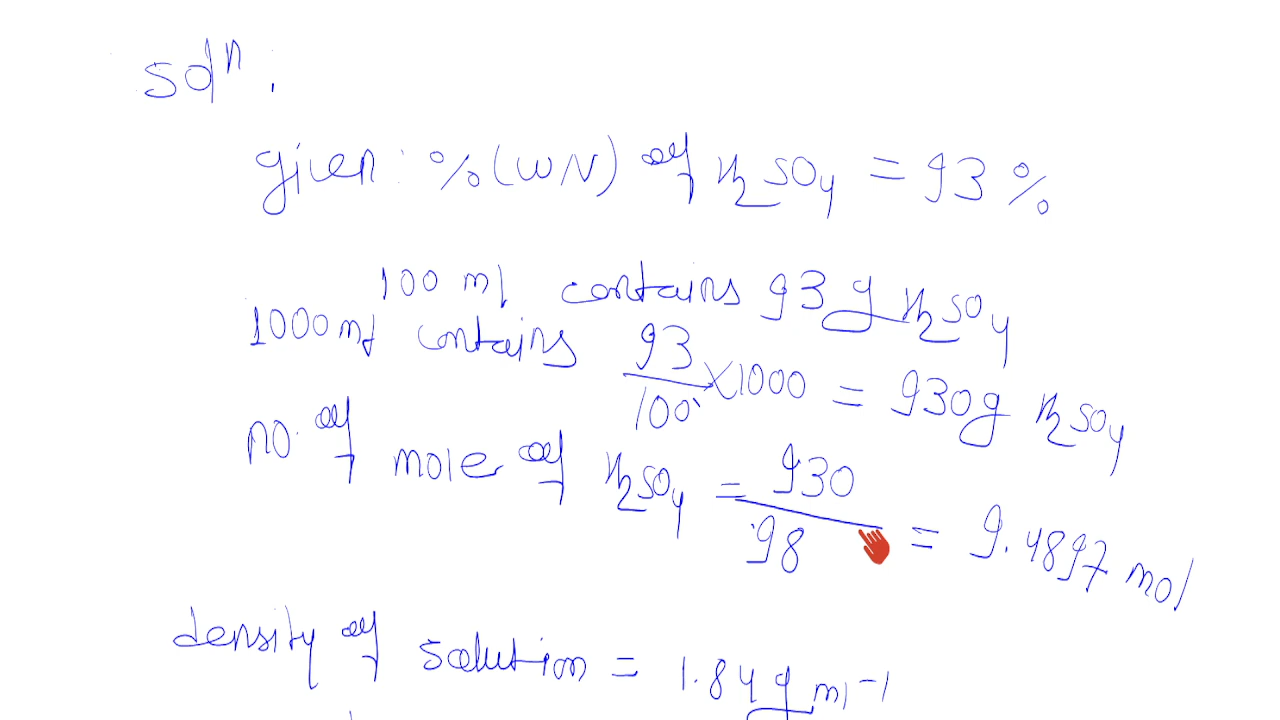 Soln.
given: %(W/V) of H2SO4 = 93 %
100 ml contains 93 g H2SO4
1000 ml contains 93/100 × 1000 = 930g H2SO4
no. of mole of H2SO4 = 930/98 = 9.4897 mol
density of solution = 1.84 g ml-1